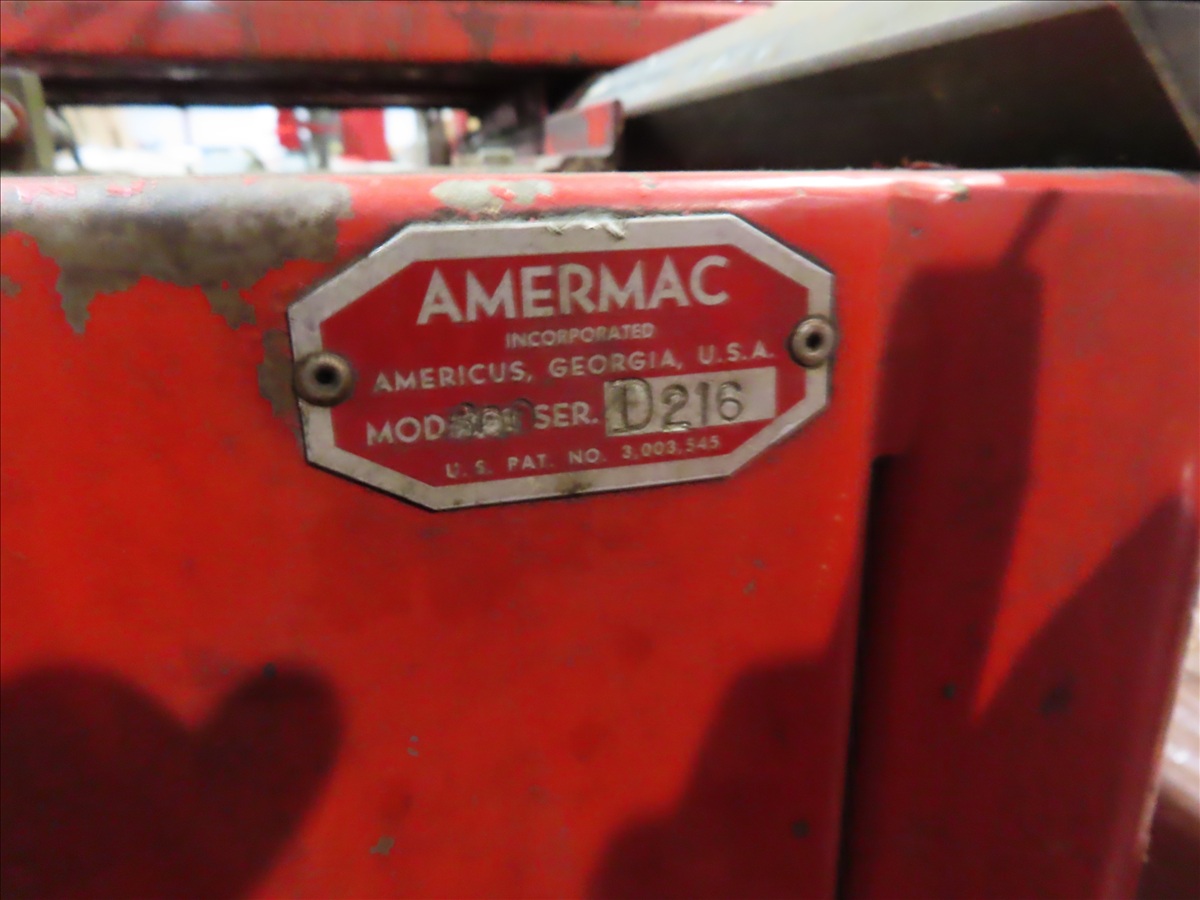 AMERMAC
INCORPORATED
AMERICUS, GEORGIA, U.S.A.
MOD SER. D216
U. S. PAT. NO. 3,003,545